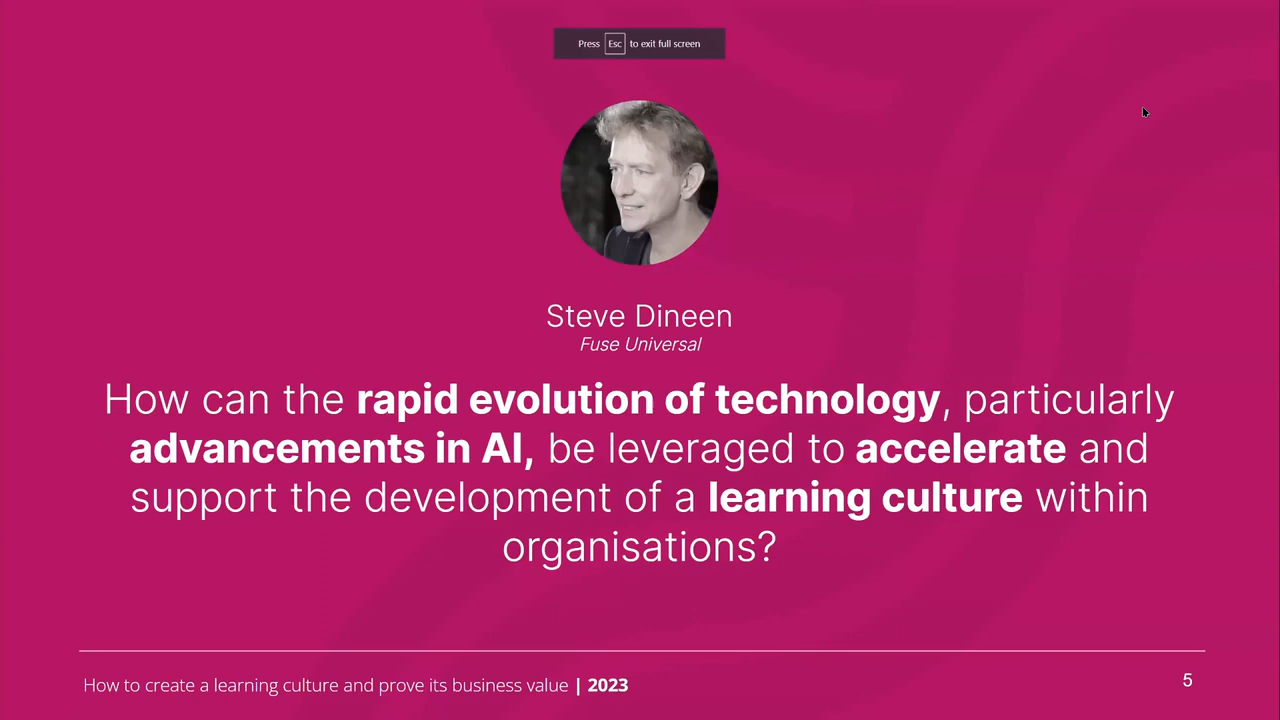 Press Esc to exit full screen
Steve Dineen
Fuse Universal
How can the rapid evolution of technology, particularly
advancements in AI, be leveraged to accelerate and
support the development of a learning culture within
organisations?
How to create a learning culture and prove its business value | 2023
5